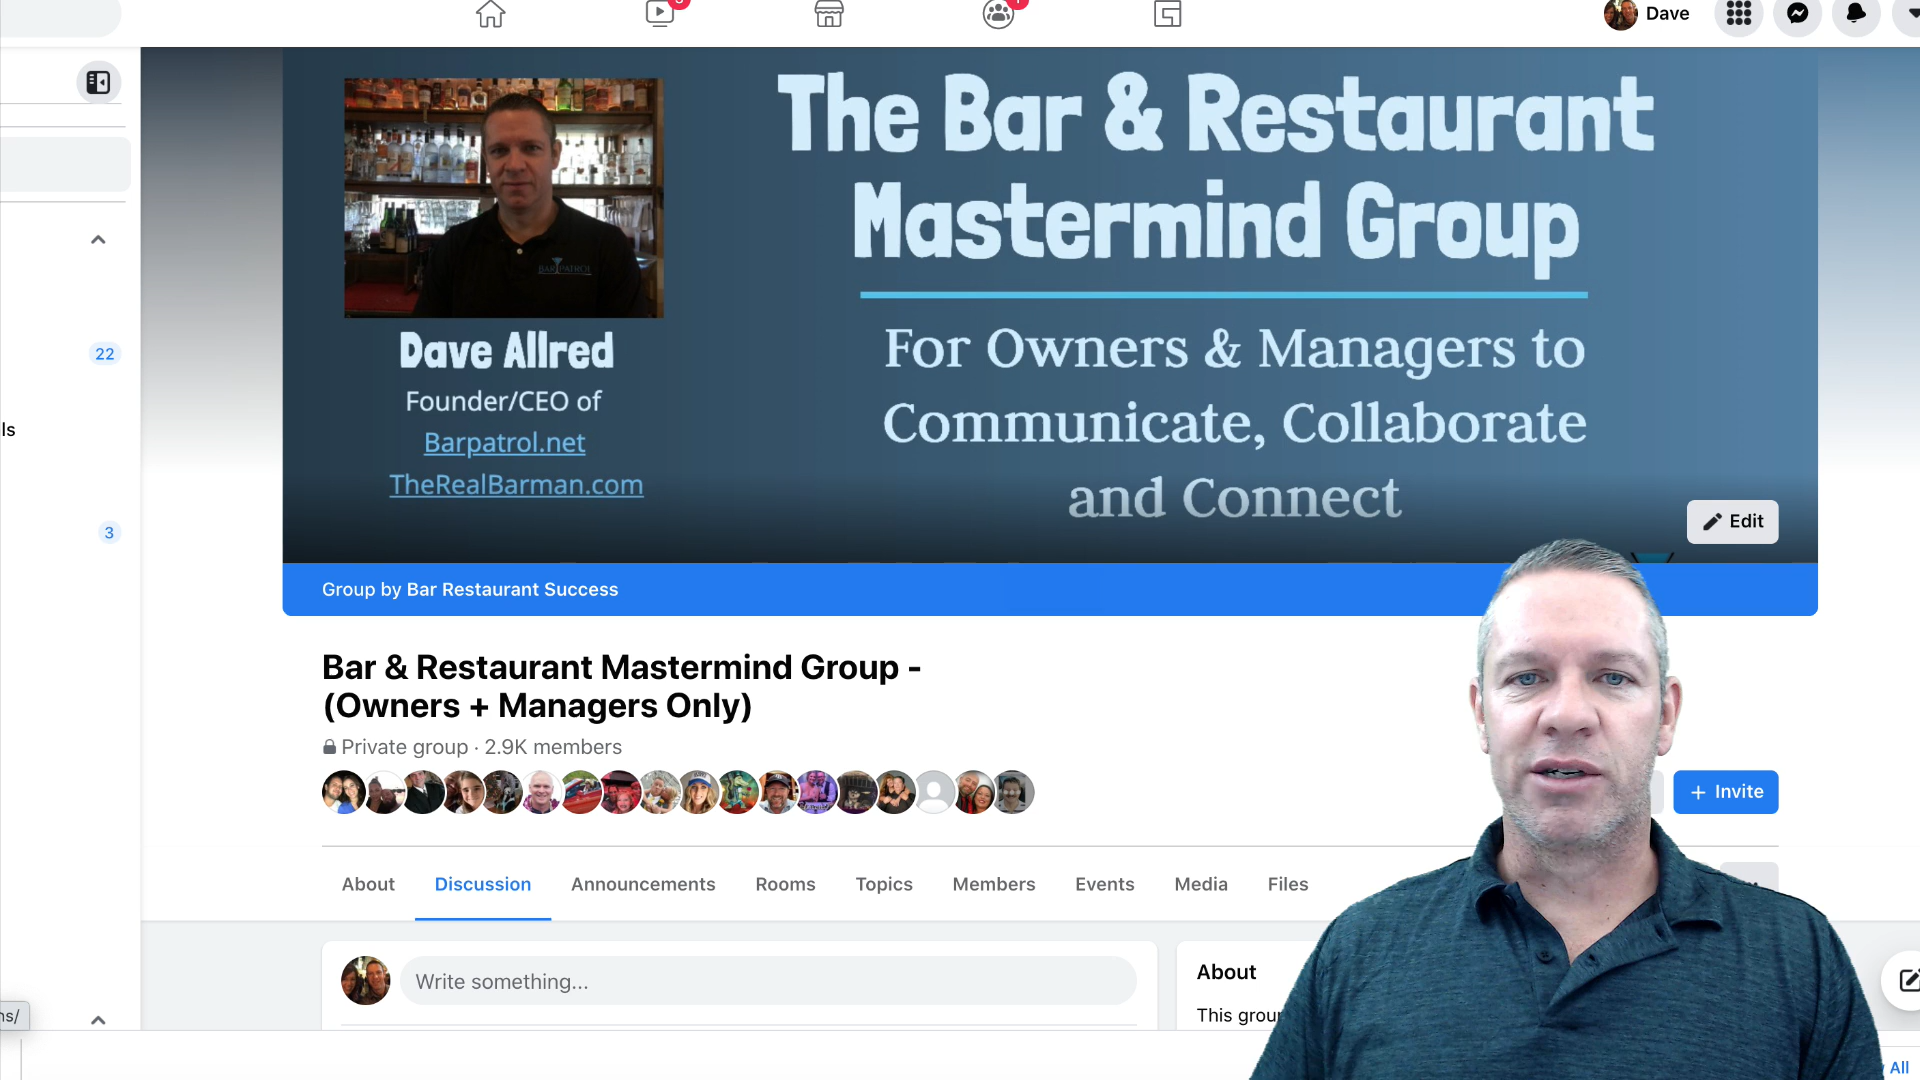 Dave
The Bar & Restaurant
Mastermind Group
BAR PATROL
Dave Allred
Founder/CEO of
Barpatrol.net
TheRealBarman.com
For Owners & Managers to
Communicate, Collaborate
and Connect
Edit
22
ls
3
Group by Bar Restaurant Success
Bar & Restaurant Mastermind Group -
(Owners + Managers Only)
Private group · 2.9K members
+ Invite
About Discussion Announcements Rooms Topics Members Events Media Files
Write something...
About
This grou
ns/
All